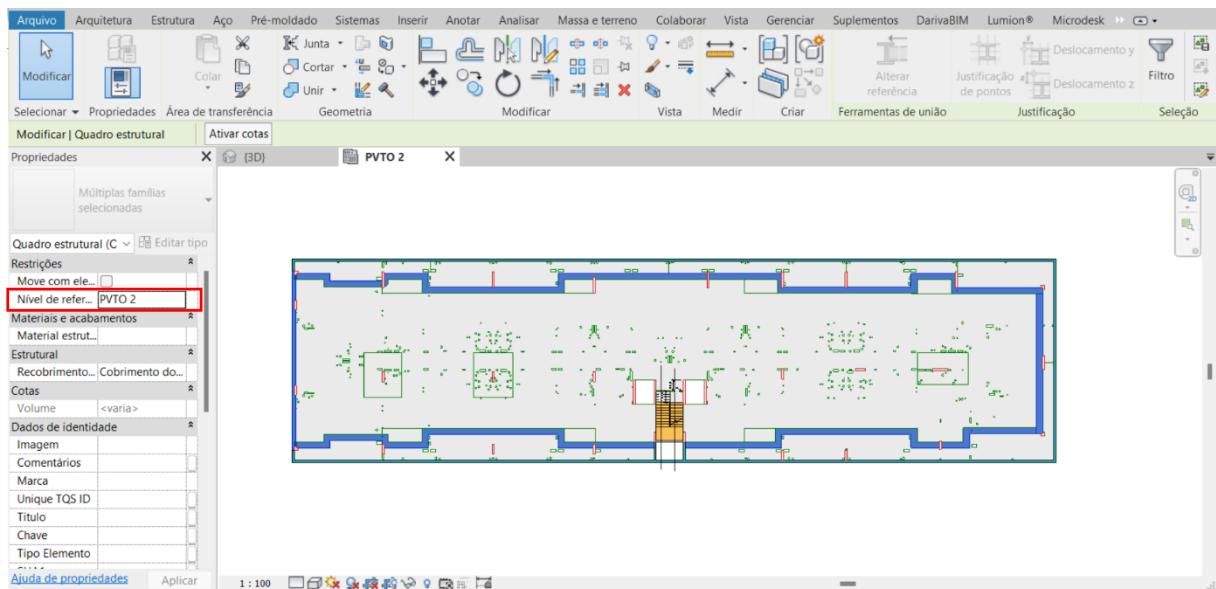 Arquivo Arquitetura Estrutura Aço Pré-moldado Sistemas Inserir Anotar Analisar Massa e terreno Colaborar Vista Gerenciar Suplementos DarivaBIM Lumion® Microdesk
Modificar Colar Junta Cortar Unir Alterar referência Justificação de pontos Deslocamento y Deslocamento z Filtro
Selecionar Propriedades Área de transferência Geometria Modificar Vista Medir Criar Ferramentas de união Justificação Seleção
Modificar | Quadro estrutural Ativar cotas
Propriedades X {3D} PVTO 2 X
Múltiplas famílias
selecionadas
Quadro estrutural (C Editar tipo
Restrições
Move com ele...
Nível de refer... PVTO 2
Materiais e acabamentos
Material estrut...
Estrutural
Recobrimento... Cobrimento do...
Cotas
Volume <varia>
Dados de identidade
Imagem
Comentários
Marca
Unique TQS ID
Titulo
Chave
Tipo Elemento
Ajuda de propriedades Aplicar 1 : 100